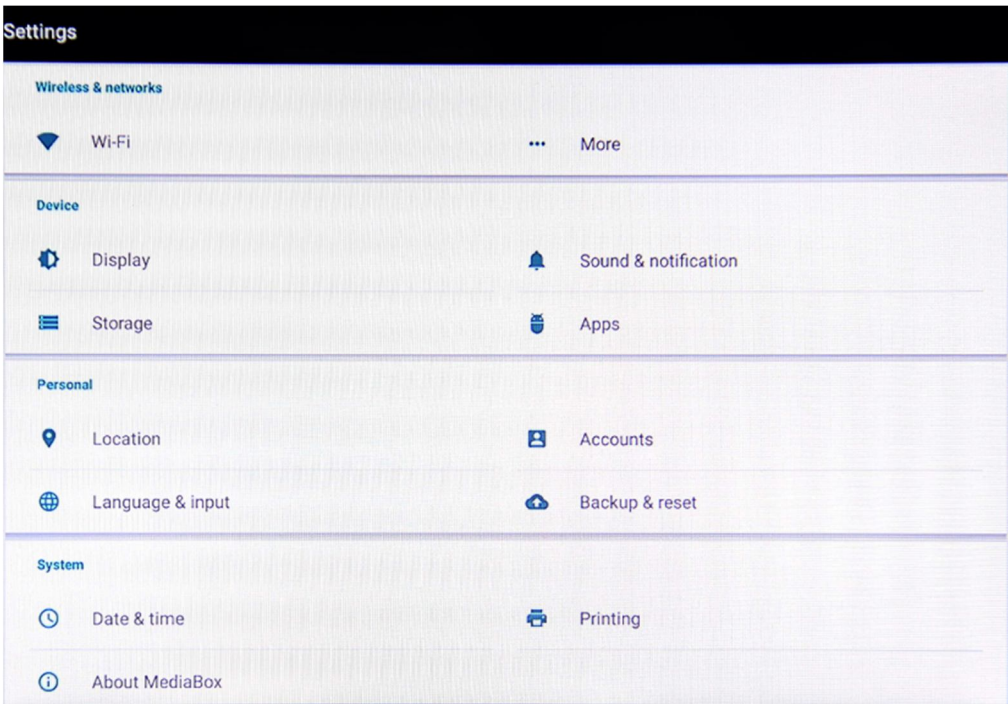 Settings
Wireless & networks
Wi-Fi
More
Device
Display
Sound & notification
Storage
Apps
Personal
Location
Accounts
Language & input
Backup & reset
System
Date & time
Printing
About MediaBox